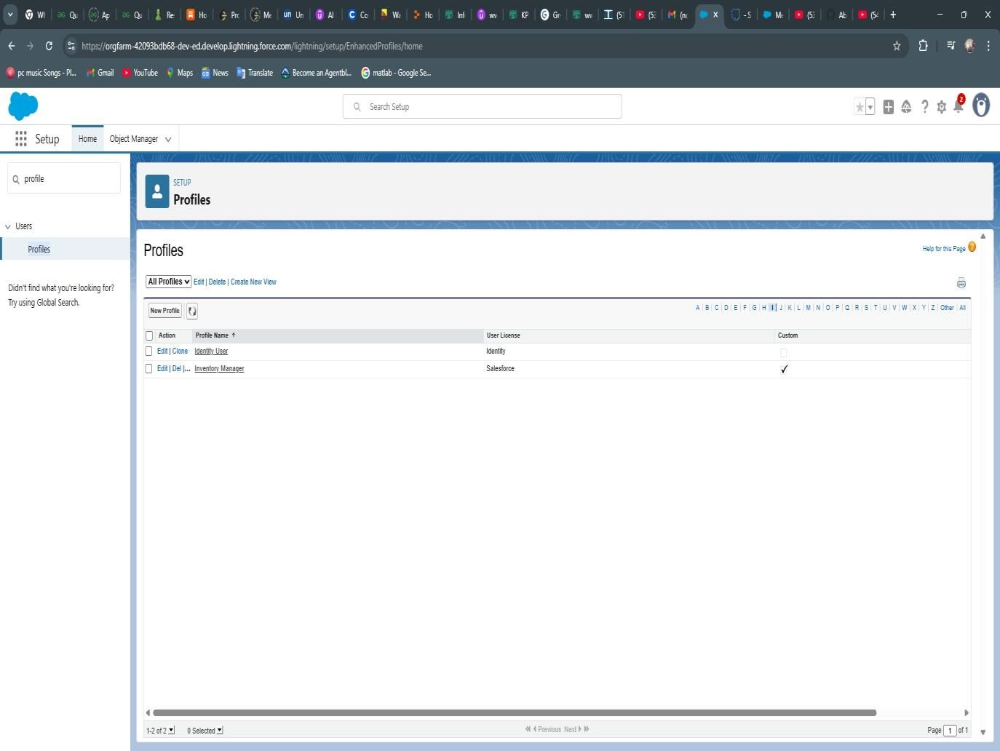 Wh Qu Ap Qu Re Ho Pro Me un Un AI Co Wa Ho Inf ww KP Gr ww (51 (53 (nc x - S Me (53 Ab (54
https://orgfarm-42093bdb68-dev-ed.develop.lightning.force.com/lightning/setup/EnhancedProfiles/home
pc music Songs - Pl... Gmail YouTube Maps News Translate Become an Agentbl... matlab - Google Se...
Search Setup
2
Setup Home Object Manager
profile
Users
Profiles
Didn't find what you're looking for?
Try using Global Search.
SETUP
Profiles
Profiles
Help for this Page ?
All Profiles Edit | Delete | Create New View
New Profile
A | B | C | D | E | F | G | H | I | J | K | L | M | N | O | P | Q | R | S | T | U | V | W | X | Y | Z | Other | All
Action Profile Name ↑ User License Custom
Edit | Clone Identity User Identity
Edit | Del |... Inventory Manager Salesforce ✓
1-2 of 2 0 Selected Previous Next Page 1 of 1